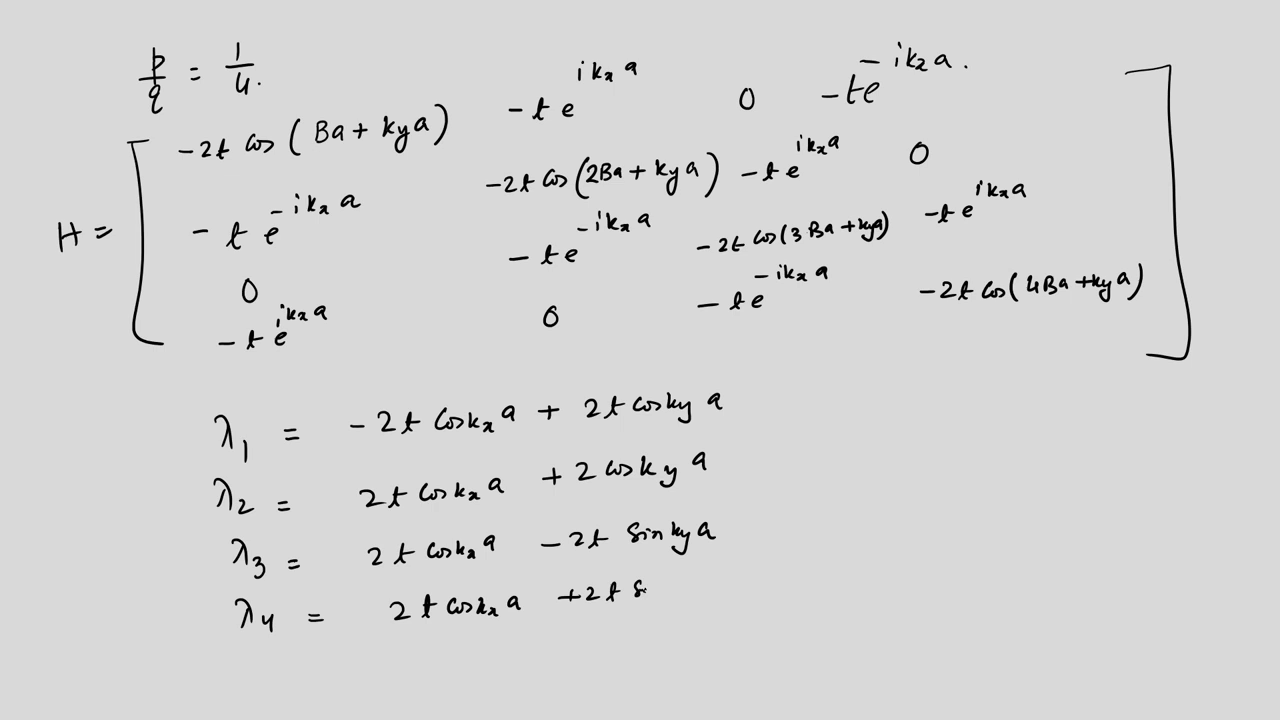 p/q = 1/4.
H = [ -2t cos (Ba + kya) -t e^{ikxa} 0 -te^{-ikxa}.
-t e^{-ikxa} -2t cos (2Ba + kya) -t e^{ikxa} 0
0 -t e^{-ikxa} -2t cos(3Ba + kya) -t e^{ikxa}
-t e^{ikxa} 0 -t e^{-ikxa} -2t cos(4Ba + kya) ]
λ1 = -2t coskxa + 2t coskya
λ2 = 2t coskxa + 2 coskya
λ3 = 2t coskxa - 2t sinkya
λ4 = 2t coskxa + 2t s